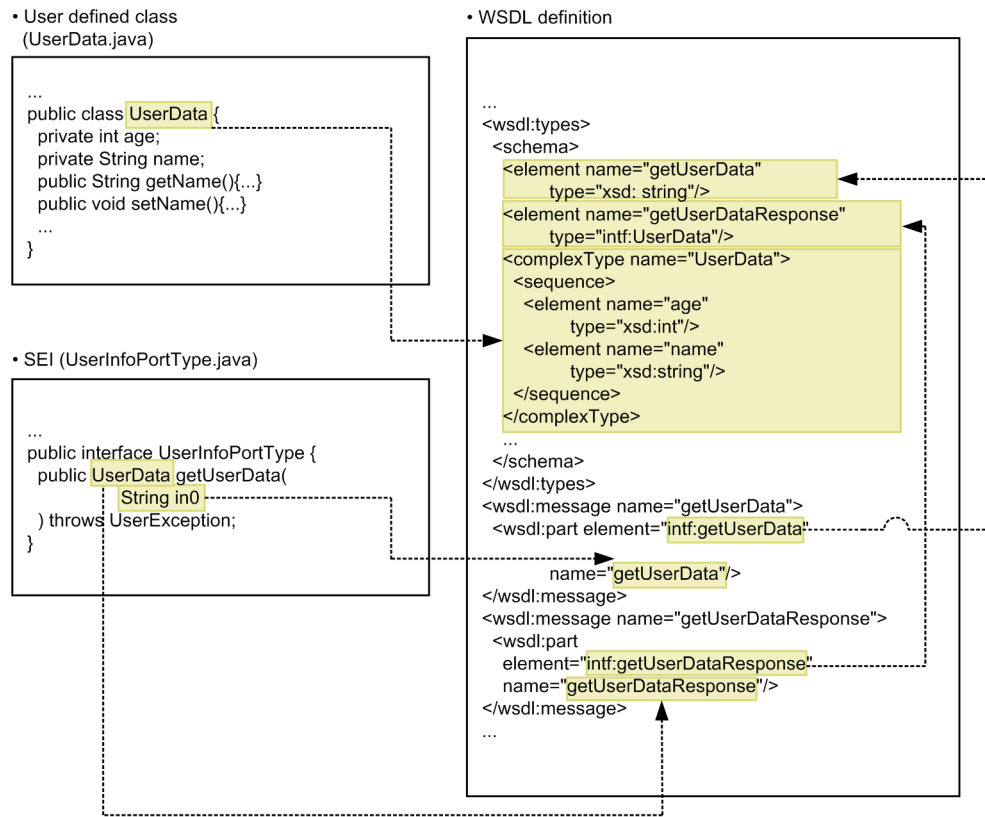 • User defined class
(UserData.java)
...
public class UserData {
private int age;
private String name;
public String getName(){...}
public void setName(){...}
...
}
• SEI (UserInfoPortType.java)
...
public interface UserInfoPortType {
public UserData getUserData(
String in0
) throws UserException;
}
• WSDL definition
...
<wsdl:types>
<schema>
<element name="getUserData"
type="xsd: string"/>
<element name="getUserDataResponse"
type="intf:UserData"/>
<complexType name="UserData">
<sequence>
<element name="age"
type="xsd:int"/>
<element name="name"
type="xsd:string"/>
</sequence>
</complexType>
...
</schema>
</wsdl:types>
<wsdl:message name="getUserData">
<wsdl:part element="intf:getUserData"
name="getUserData"/>
</wsdl:message>
<wsdl:message name="getUserDataResponse">
<wsdl:part
element="intf:getUserDataResponse"
name="getUserDataResponse"/>
</wsdl:message>
...